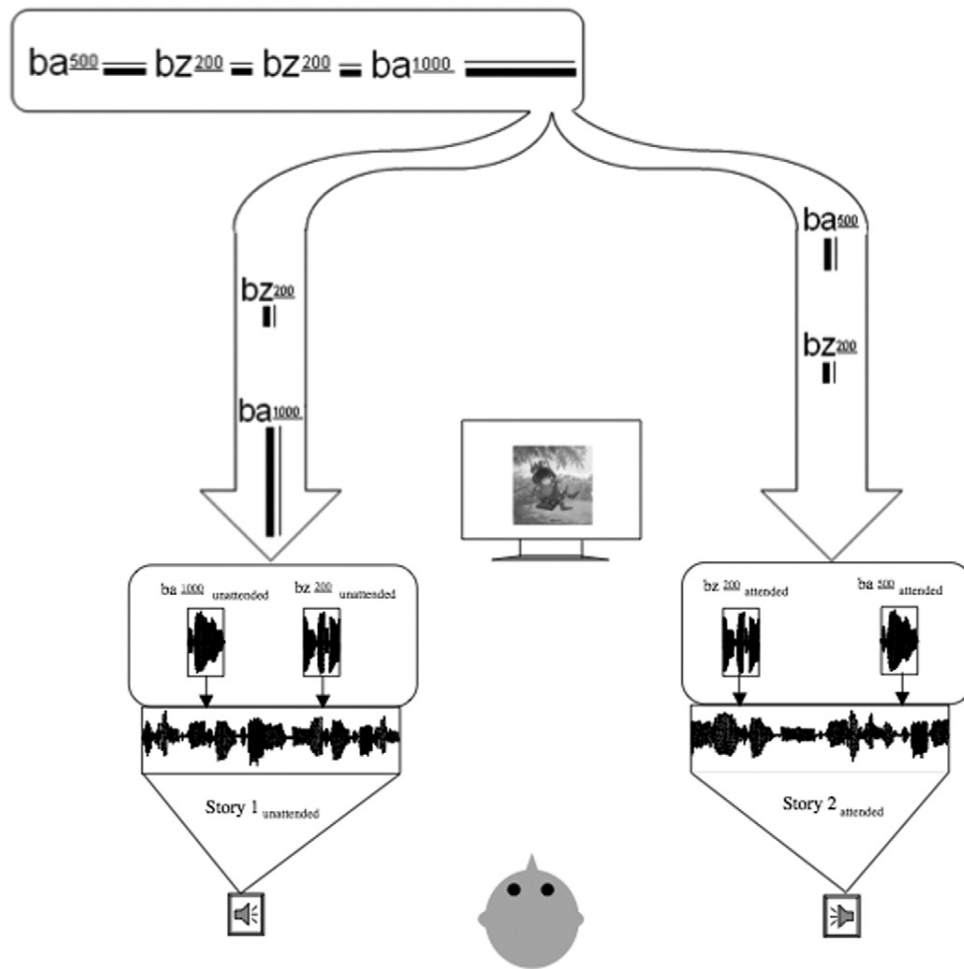 ba500 bz200 bz200 ba1000
ba500
bz200
bz200
ba1000
ba 1000 unattended bz 200 unattended
bz 200 attended ba 500 attended
Story 1 unattended
Story 2 attended